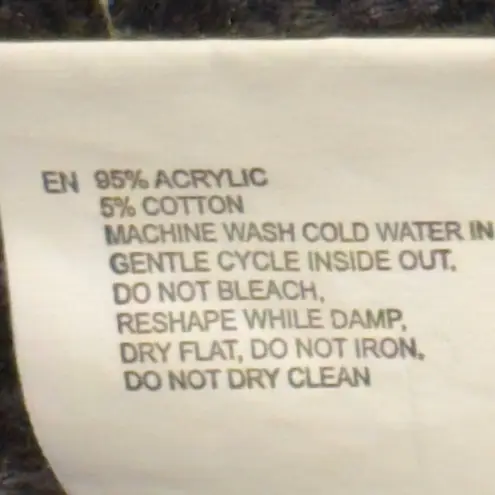 EN 95% ACRYLIC
5% COTTON
MACHINE WASH COLD WATER IN
GENTLE CYCLE INSIDE OUT,
DO NOT BLEACH,
RESHAPE WHILE DAMP,
DRY FLAT, DO NOT IRON,
DO NOT DRY CLEAN